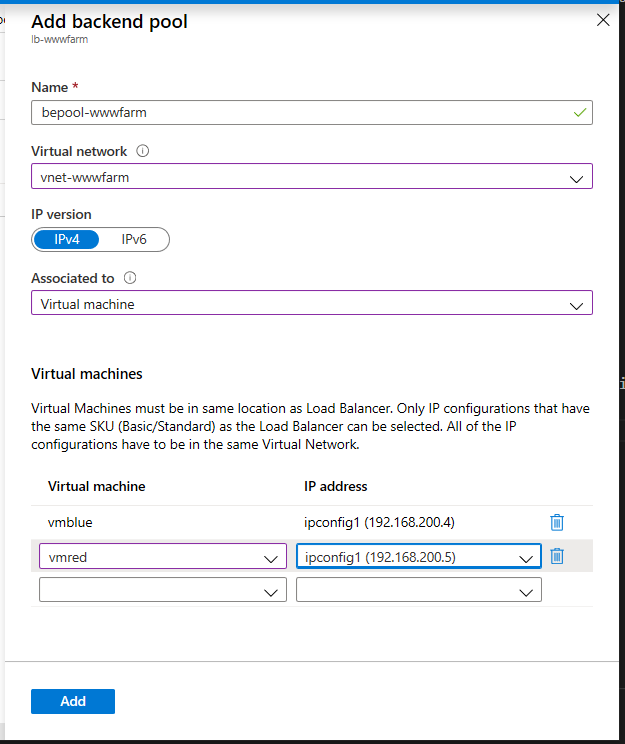 Add backend pool
lb-wwwfarm
Name *
bepool-wwwfarm
Virtual network
vnet-wwwfarm
IP version
IPv4 IPv6
Associated to
Virtual machine
Virtual machines
Virtual Machines must be in same location as Load Balancer. Only IP configurations that have
the same SKU (Basic/Standard) as the Load Balancer can be selected. All of the IP
configurations have to be in the same Virtual Network.
Virtual machine IP address
vmblue ipconfig1 (192.168.200.4)
vmred ipconfig1 (192.168.200.5)
Add